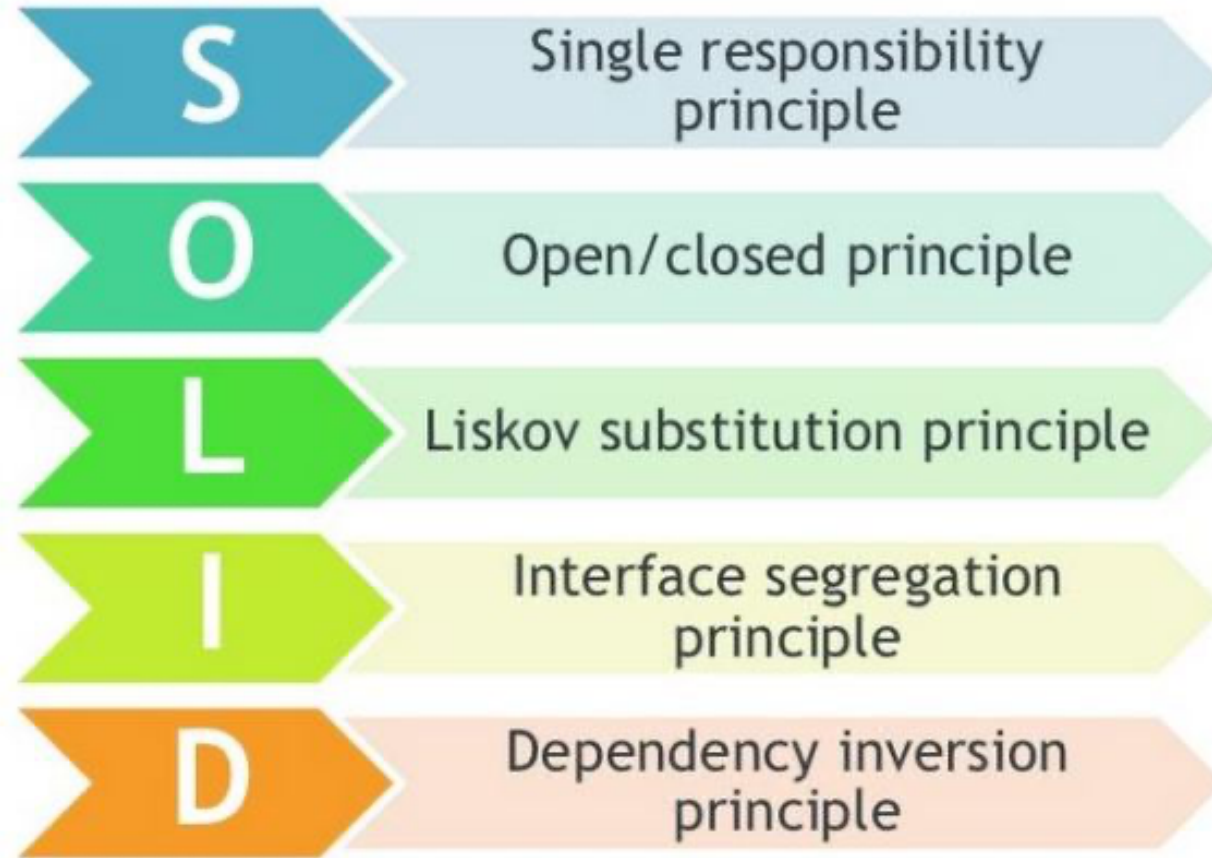 S
Single responsibility
principle
O
Open/closed principle
L
Liskov substitution principle
I
Interface segregation
principle
D
Dependency inversion
principle